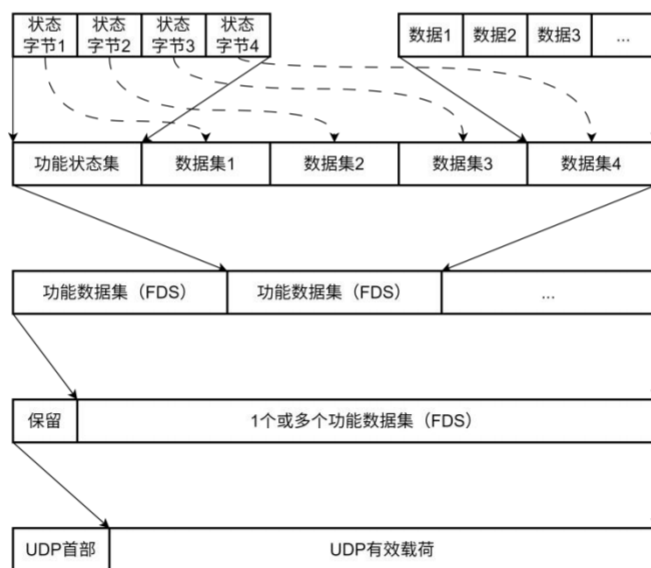 状态
字节1
状态
字节2
状态
字节3
状态
字节4
数据1
数据2
数据3
...
功能状态集
数据集1
数据集2
数据集3
数据集4
功能数据集（FDS）
功能数据集（FDS）
...
保留
1个或多个功能数据集（FDS）
UDP首部
UDP有效载荷